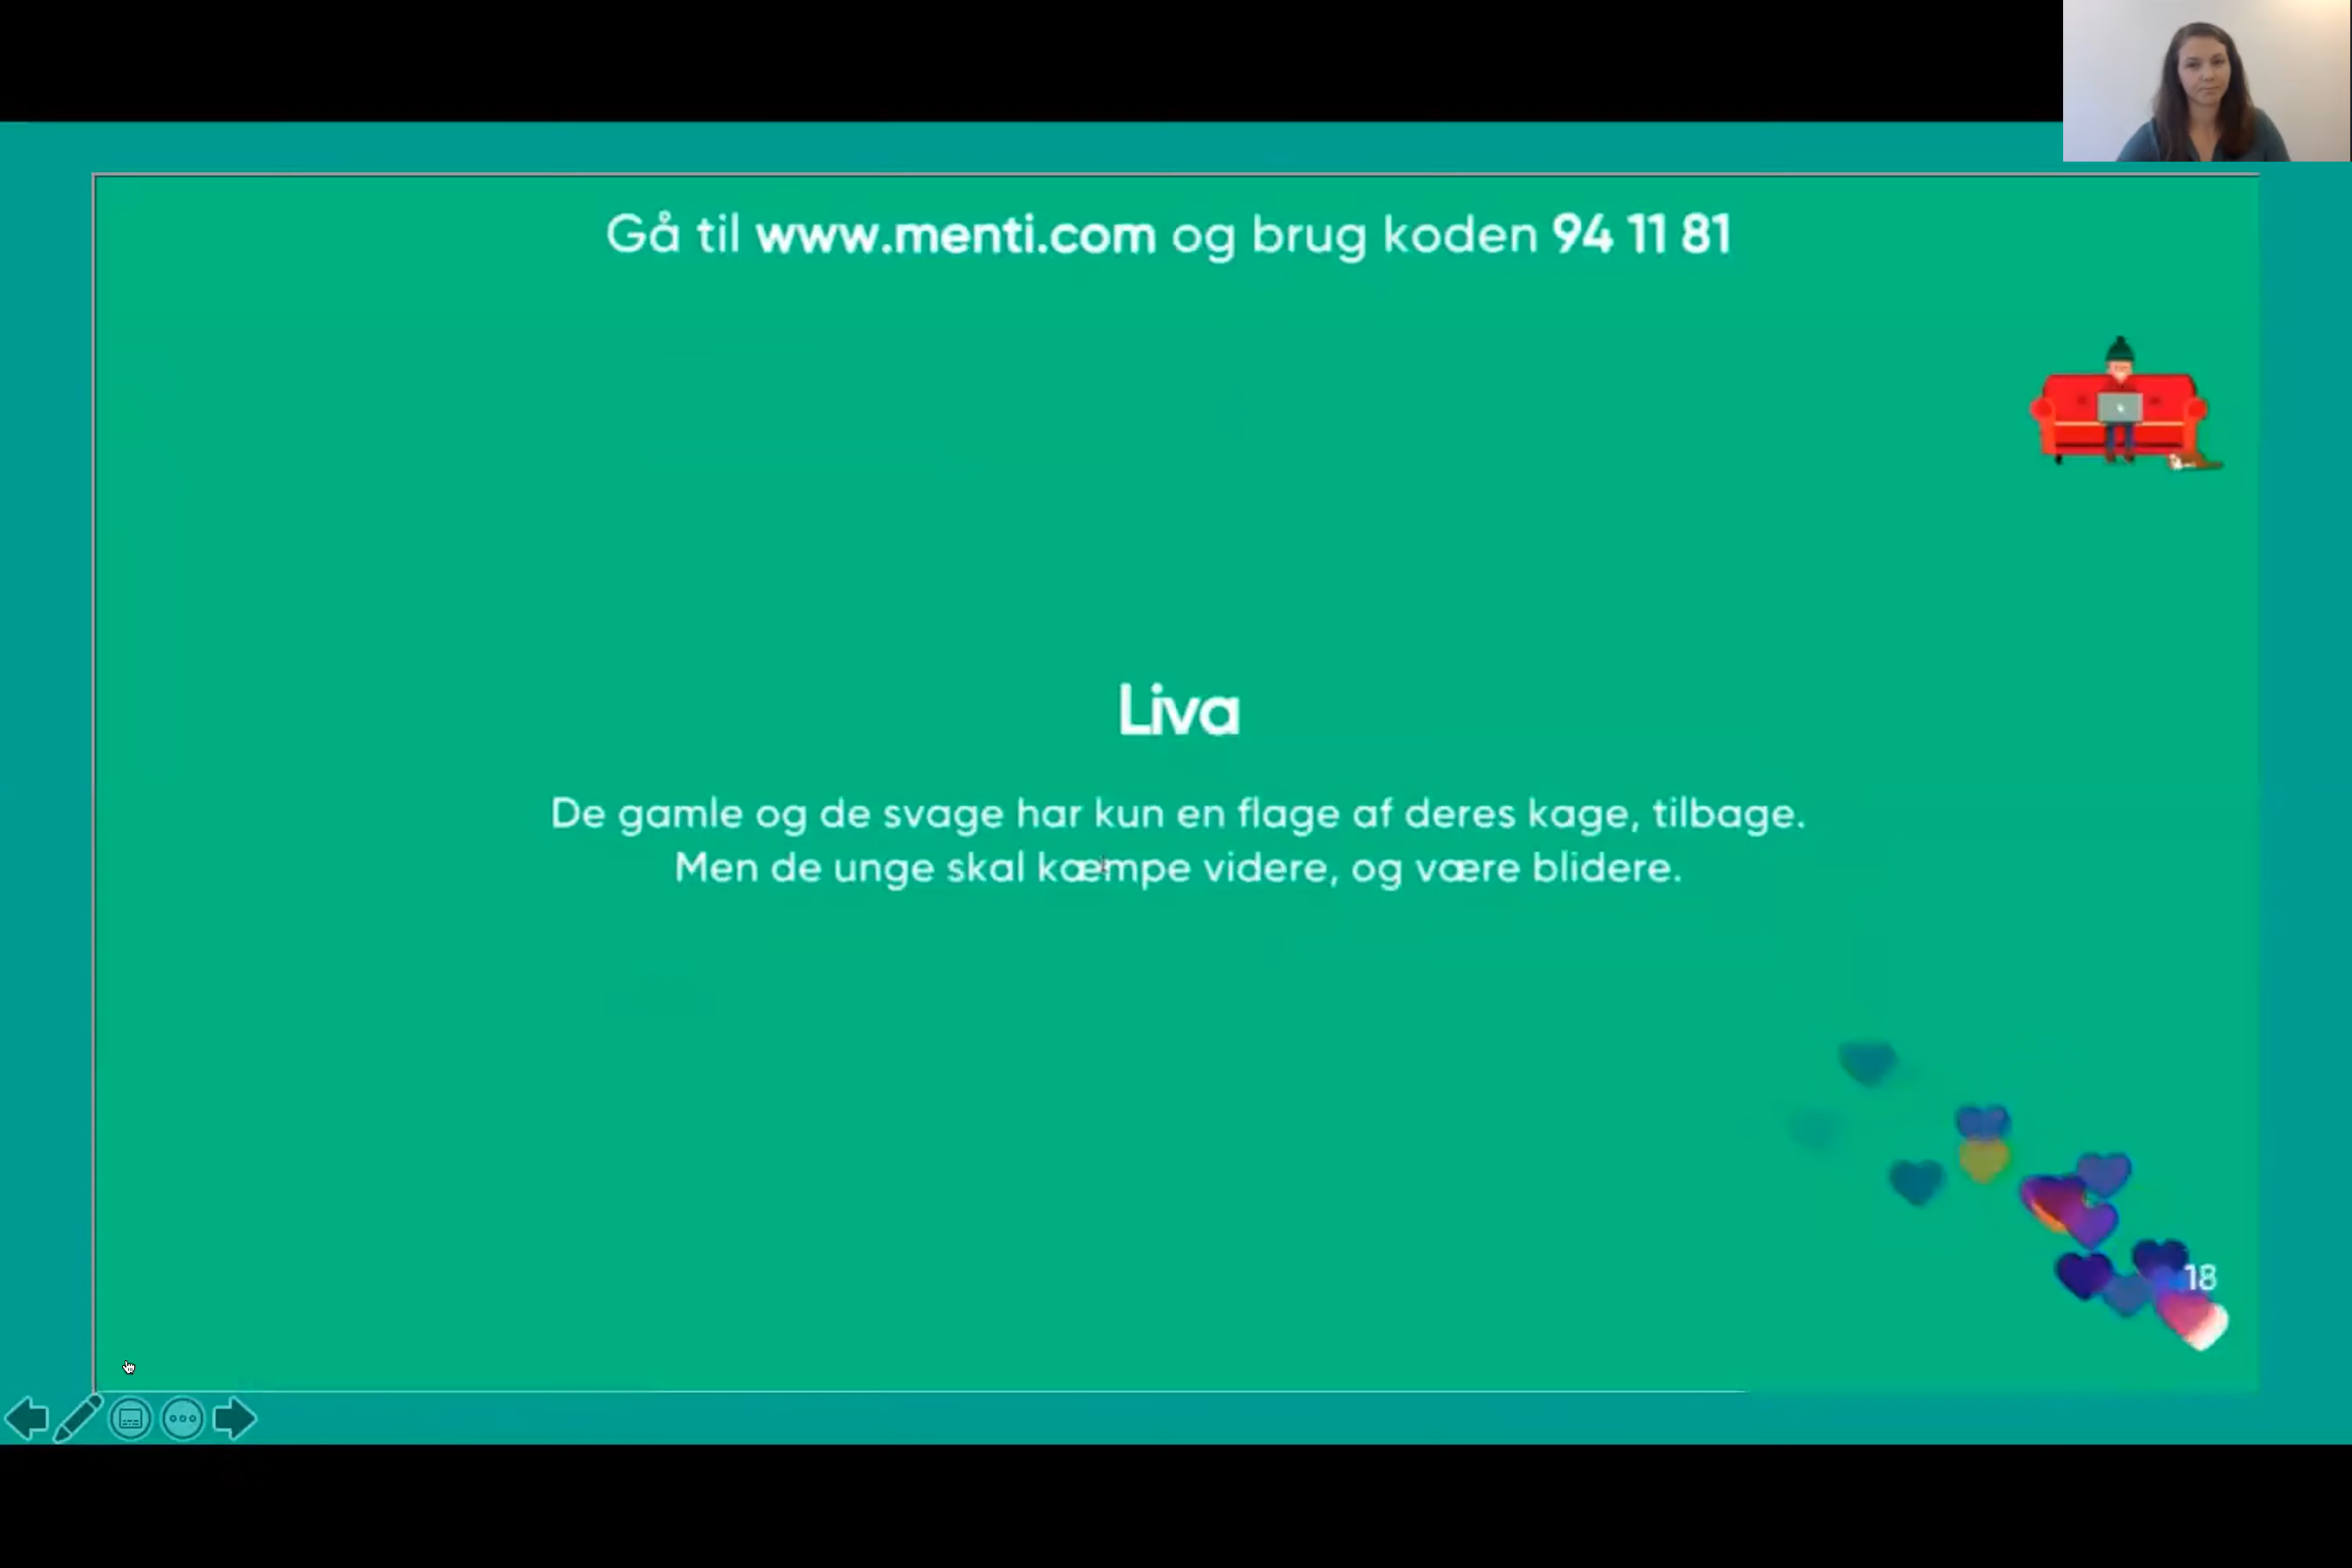 Gå til www.menti.com og brug koden 94 11 81
Liva
De gamle og de svage har kun en flage af deres kage, tilbage.
Men de unge skal kæmpe videre, og være blidere.
18